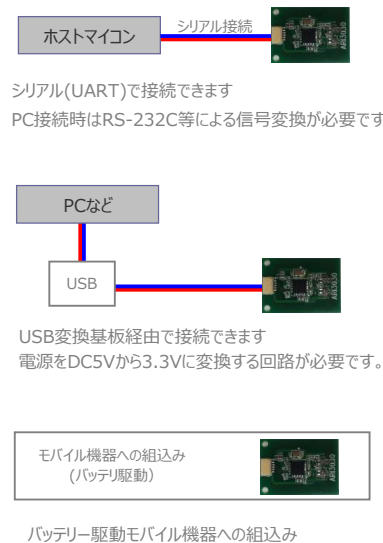 ホストマイコン
シリアル接続
シリアル(UART)で接続できます
PC接続時はRS-232C等による信号変換が必要です
PCなど
USB
USB変換基板経由で接続できます
電源をDC5Vから3.3Vに変換する回路が必要です。
モバイル機器への組込み
(バッテリ駆動)
バッテリー駆動モバイル機器への組込み